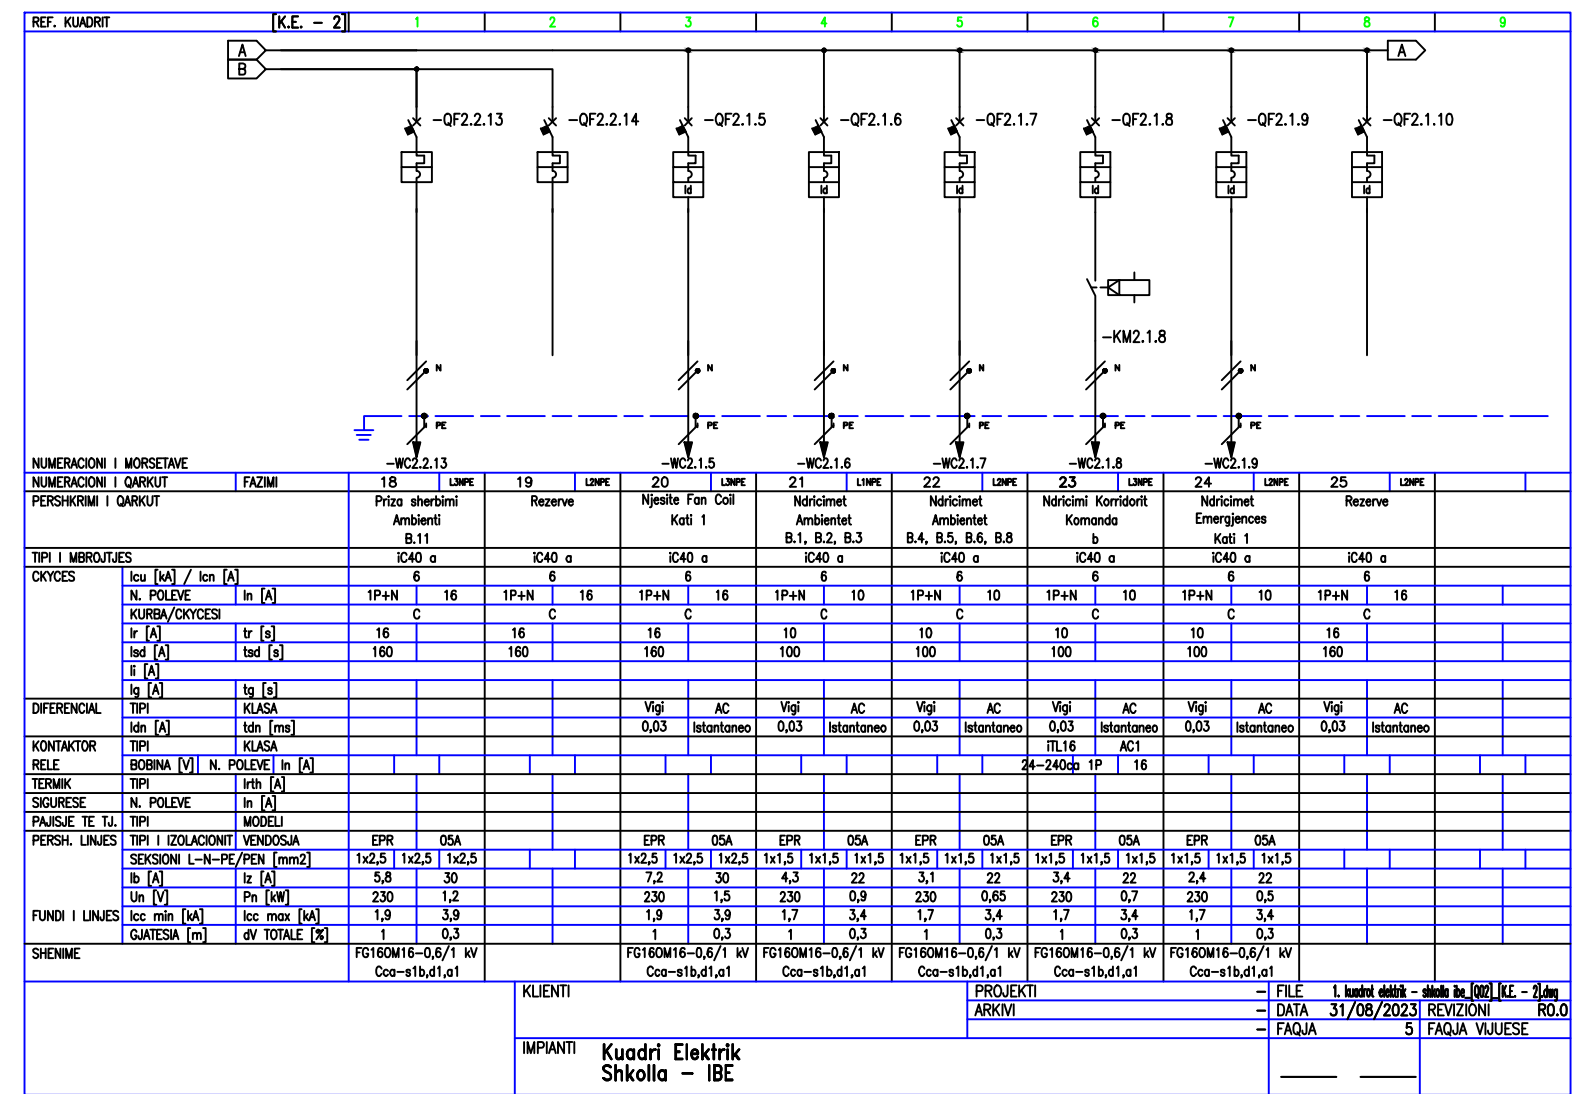 REF. KUADRIT [K.E. - 2] 1 2 3 4 5 6 7 8 9
A A
B
-QF2.2.13 -QF2.2.14 -QF2.1.5 -QF2.1.6 -QF2.1.7 -QF2.1.8 -QF2.1.9 -QF2.1.10
Id Id Id Id Id Id
-KM2.1.8
N N N N N N
PE PE PE PE PE PE
NUMERACIONI I MORSETAVE -WC2.2.13 -WC2.1.5 -WC2.1.6 -WC2.1.7 -WC2.1.8 -WC2.1.9
NUMERACIONI I QARKUT FAZIMI 18 L3NPE 19 L2NPE 20 L3NPE 21 L1NPE 22 L2NPE 23 L3NPE 24 L2NPE 25 L2NPE
PERSHKRIMI I QARKUT Priza sherbimi Rezerve Njesite Fan Coil Ndricimet Ndricimet Ndricimi Korridorit Ndricimet Rezerve
Ambienti Kati 1 Ambientet Ambientet Komanda Emergjences
B.11 B.1, B.2, B.3 B.4, B.5, B.6, B.8 b Kati 1
TIPI I MBROJTJES iC40 a iC40 a iC40 a iC40 a iC40 a iC40 a iC40 a iC40 a
CKYCES Icu [kA] / Icn [A] 6 6 6 6 6 6 6 6
N. POLEVE In [A] 1P+N 16 1P+N 16 1P+N 16 1P+N 10 1P+N 10 1P+N 10 1P+N 10 1P+N 16
KURBA/CKYCESI C C C C C C C C
Ir [A] tr [s] 16 16 16 10 10 10 10 16
Isd [A] tsd [s] 160 160 160 100 100 100 100 160
Ii [A]
Ig [A] tg [s]
DIFERENCIAL TIPI KLASA Vigi AC Vigi AC Vigi AC Vigi AC Vigi AC Vigi AC
Idn [A] tdn [ms] 0,03 Istantaneo 0,03 Istantaneo 0,03 Istantaneo 0,03 Istantaneo 0,03 Istantaneo 0,03 Istantaneo
KONTAKTOR TIPI KLASA iTL16 AC1
RELE BOBINA [V] N. POLEVE In [A] 24-240ca 1P 16
TERMIK TIPI Irth [A]
SIGURESE N. POLEVE In [A]
PAJISJE TE TJ. TIPI MODELI
PERSH. LINJES TIPI I IZOLACIONIT VENDOSJA EPR 05A EPR 05A EPR 05A EPR 05A EPR 05A EPR 05A
SEKSIONI L-N-PE/PEN [mm2] 1x2,5 1x2,5 1x2,5 1x2,5 1x2,5 1x2,5 1x1,5 1x1,5 1x1,5 1x1,5 1x1,5 1x1,5 1x1,5 1x1,5 1x1,5 1x1,5 1x1,5 1x1,5
Ib [A] Iz [A] 5,8 30 7,2 30 4,3 22 3,1 22 3,4 22 2,4 22
Un [V] Pn [kW] 230 1,2 230 1,5 230 0,9 230 0,65 230 0,7 230 0,5
FUNDI I LINJES Icc min [kA] Icc max [kA] 1,9 3,9 1,9 3,9 1,7 3,4 1,7 3,4 1,7 3,4 1,7 3,4
GJATESIA [m] dV TOTALE [%] 1 0,3 1 0,3 1 0,3 1 0,3 1 0,3 1 0,3
SHENIME FG16OM16-0,6/1 kV FG16OM16-0,6/1 kV FG16OM16-0,6/1 kV FG16OM16-0,6/1 kV FG16OM16-0,6/1 kV FG16OM16-0,6/1 kV
Cca-s1b,d1,a1 Cca-s1b,d1,a1 Cca-s1b,d1,a1 Cca-s1b,d1,a1 Cca-s1b,d1,a1 Cca-s1b,d1,a1
KLIENTI PROJEKTI - FILE 1. kuadrot elektrik - shkolla ibe_[Q02]_[K.E. - 2].dwg
ARKIVI - DATA 31/08/2023 REVIZIONI R0.0
- FAQJA 5 FAQJA VIJUESE
IMPIANTI Kuadri Elektrik
Shkolla - IBE